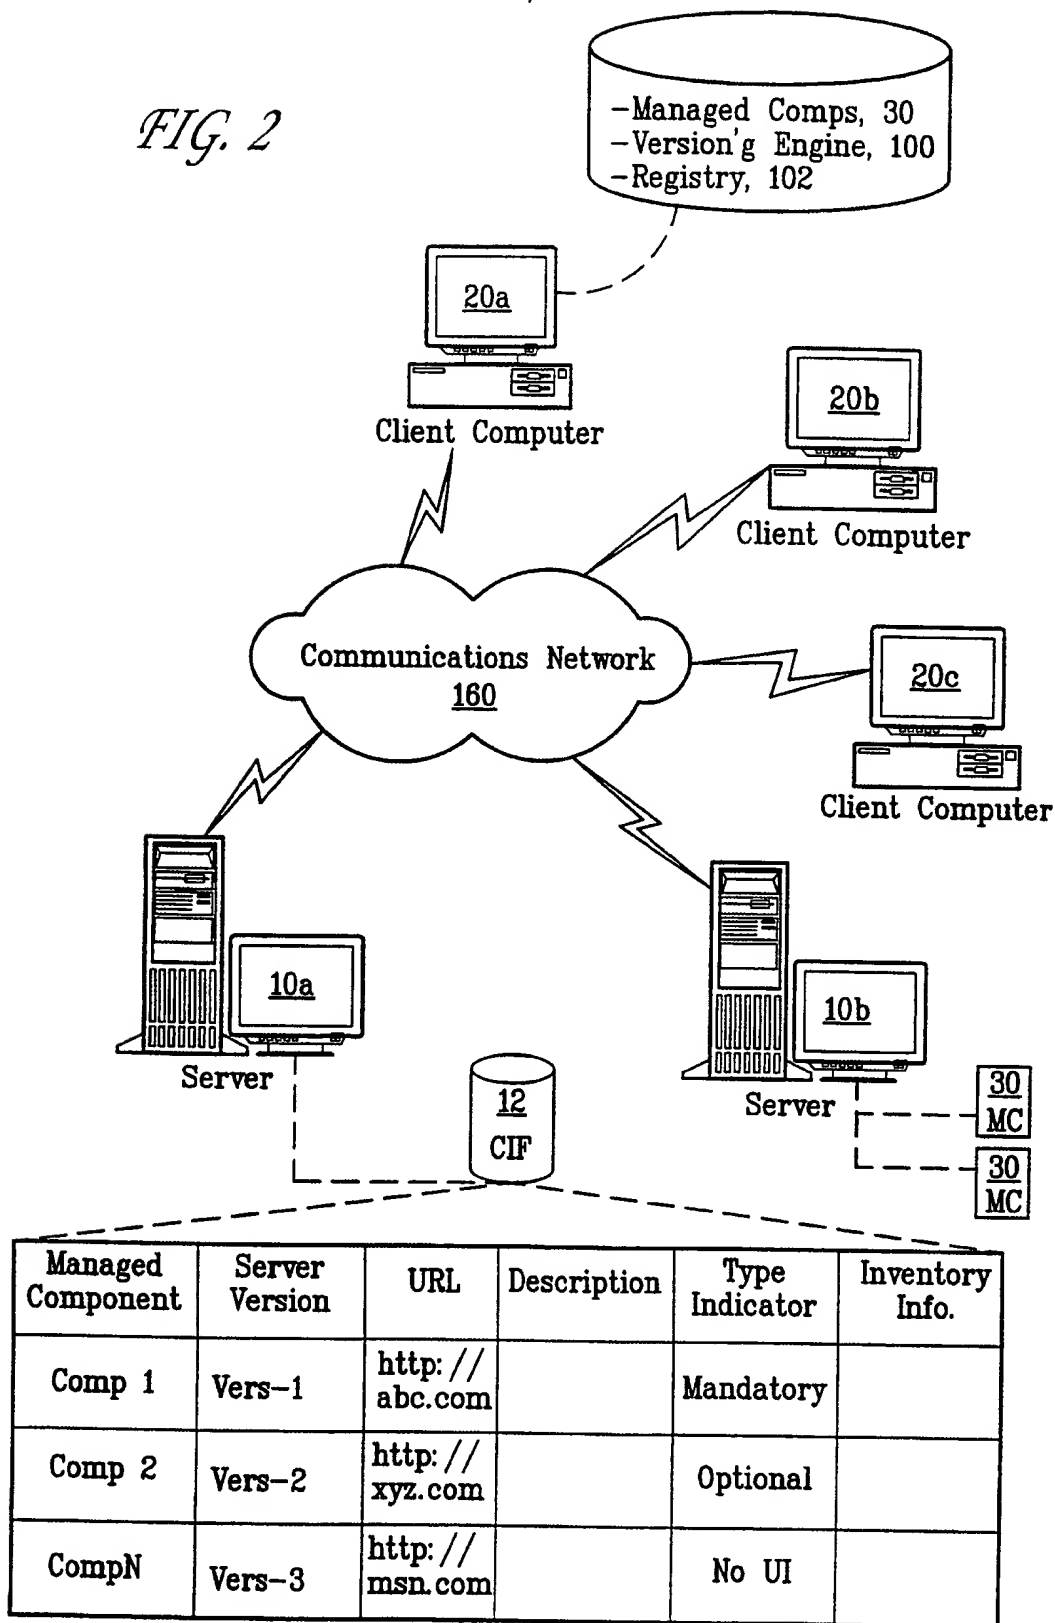 FIG. 2
-Managed Comps, 30
-Version'g Engine, 100
-Registry, 102
20a
Client Computer
20b
Client Computer
Communications Network
160
20c
Client Computer
10a
Server
10b
Server
12
CIF
30
MC
30
MC
Managed Component
Server Version
URL
Description
Type Indicator
Inventory Info.
Comp 1
Vers-1
http://
abc.com
Mandatory
Comp 2
Vers-2
http://
xyz.com
Optional
CompN
Vers-3
http://
msn.com
No UI